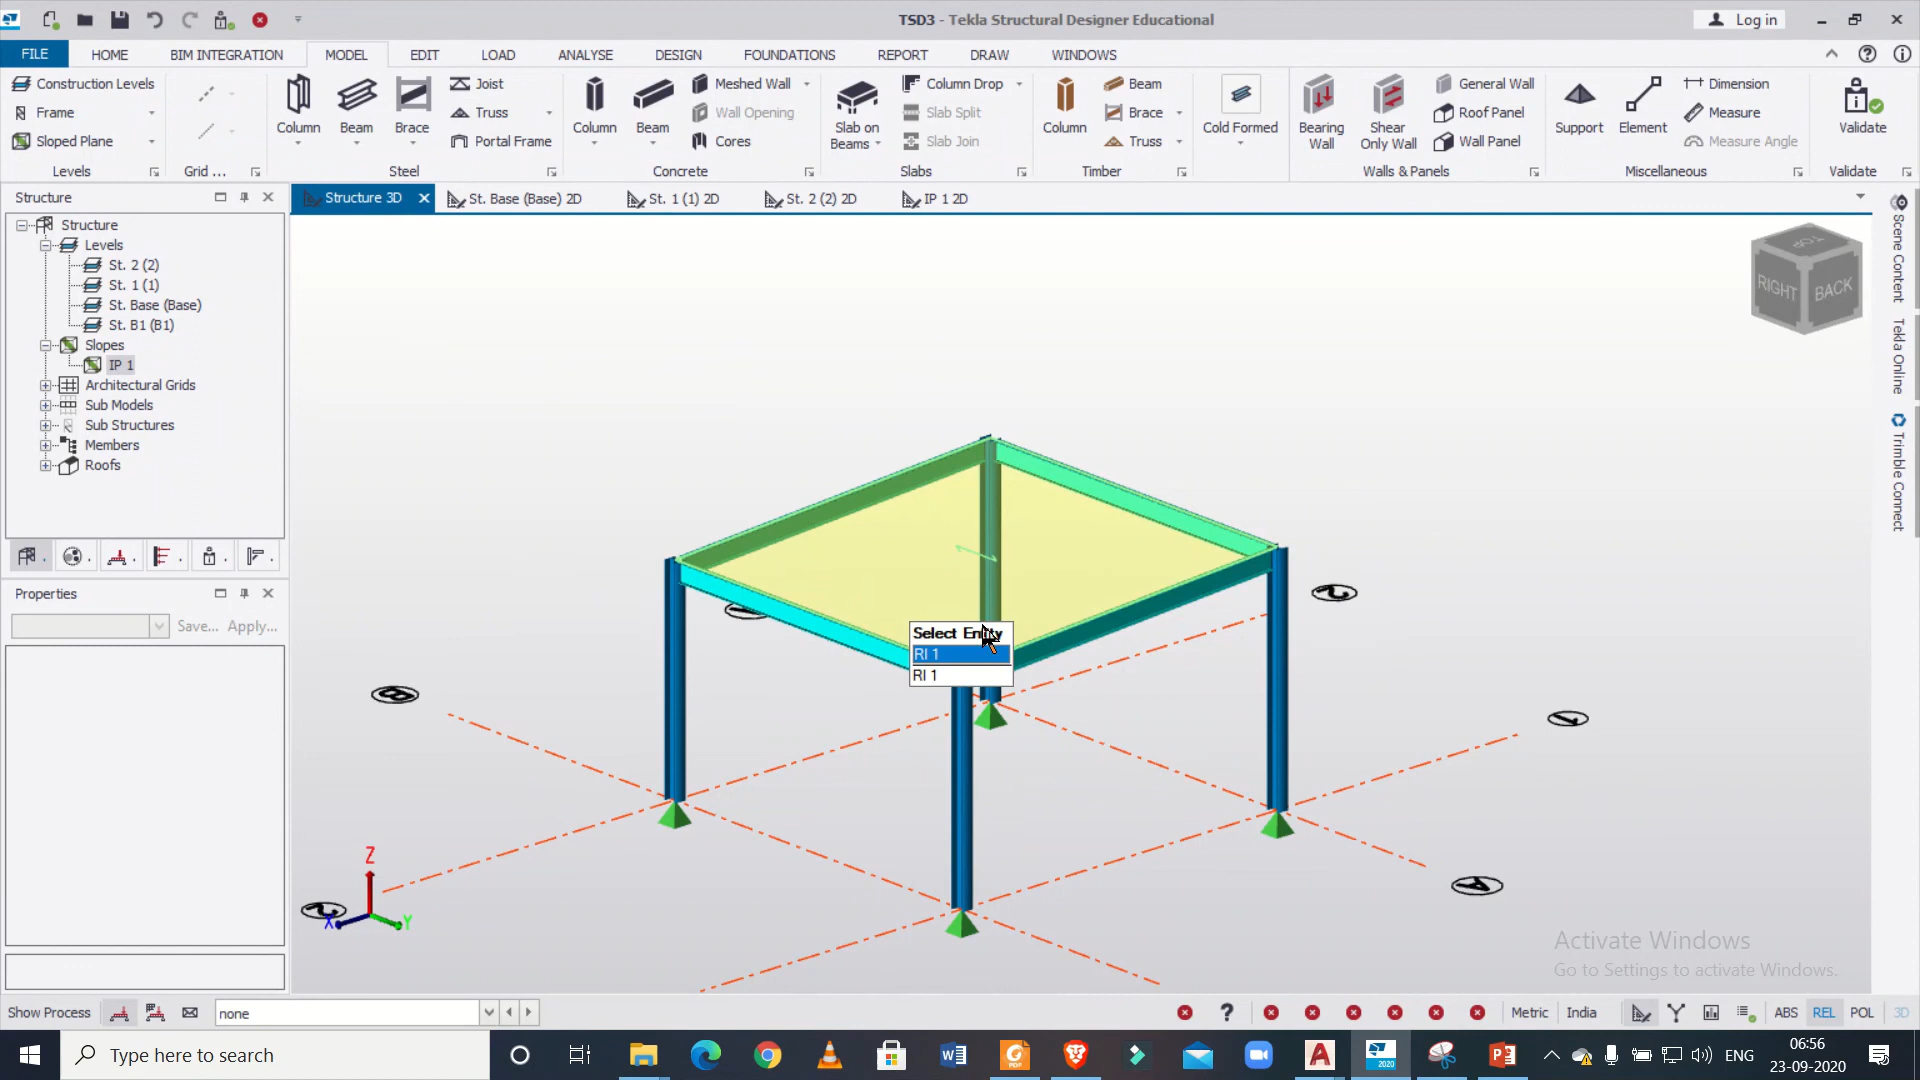 TSD3 - Tekla Structural Designer Educational
Log in
FILE HOME BIM INTEGRATION MODEL EDIT LOAD ANALYSE DESIGN FOUNDATIONS REPORT DRAW WINDOWS
Construction Levels
Frame
Sloped Plane
Levels
Grid ...
Column
Beam
Brace
Joist
Truss
Portal Frame
Steel
Column
Beam
Meshed Wall
Wall Opening
Cores
Concrete
Slab on
Beams
Column Drop
Slab Split
Slab Join
Slabs
Column
Beam
Brace
Truss
Timber
Cold Formed
Bearing
Wall
Shear
Only Wall
General Wall
Roof Panel
Wall Panel
Walls & Panels
Support
Element
Dimension
Measure
Measure Angle
Miscellaneous
Validate
Validate
Structure
Structure 3D
St. Base (Base) 2D
St. 1 (1) 2D
St. 2 (2) 2D
IP 1 2D
Structure
Levels
St. 2 (2)
St. 1 (1)
St. Base (Base)
St. B1 (B1)
Slopes
IP 1
Architectural Grids
Sub Models
Sub Structures
Members
Roofs
Properties
Save... Apply...
TOP
RIGHT
BACK
Scene Content
Tekla Online
Trimble Connect
Select Entity
RI 1
RI 1
2
B
1
A
2
Z
X
Y
Activate Windows
Go to Settings to activate Windows.
Show Process
none
Metric India
ABS REL POL 3D
Type here to search
2020
ENG
06:56
23-09-2020